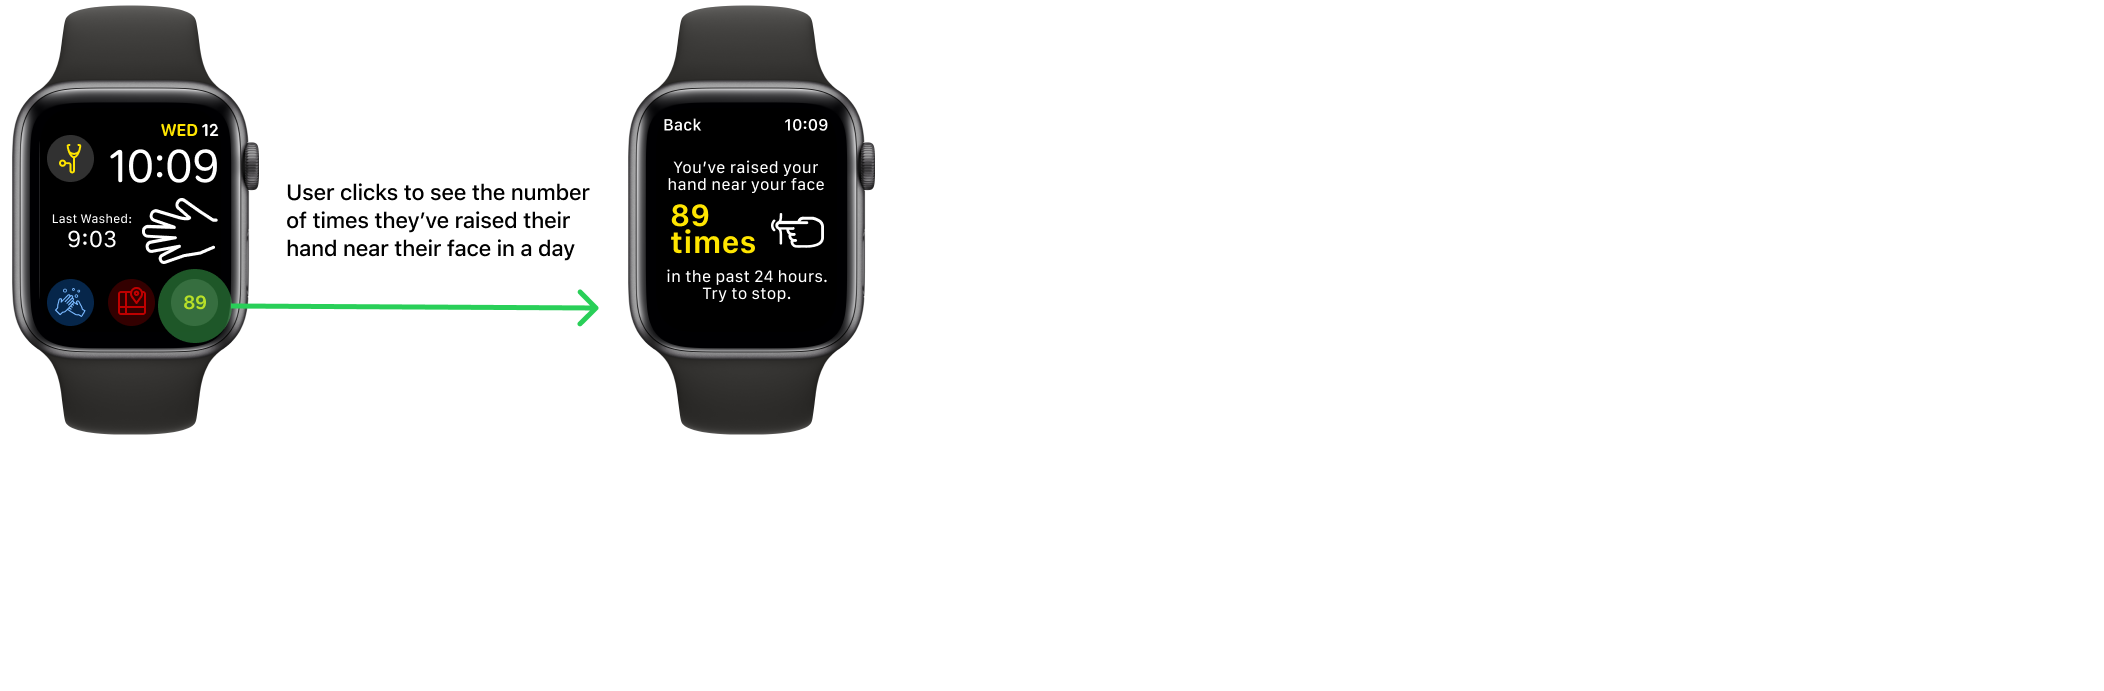 WED 12
10:09
Last Washed:
9:03
89
User clicks to see the number
of times they’ve raised their
hand near their face in a day
Back 10:09
You’ve raised your
hand near your face
89
times
in the past 24 hours.
Try to stop.